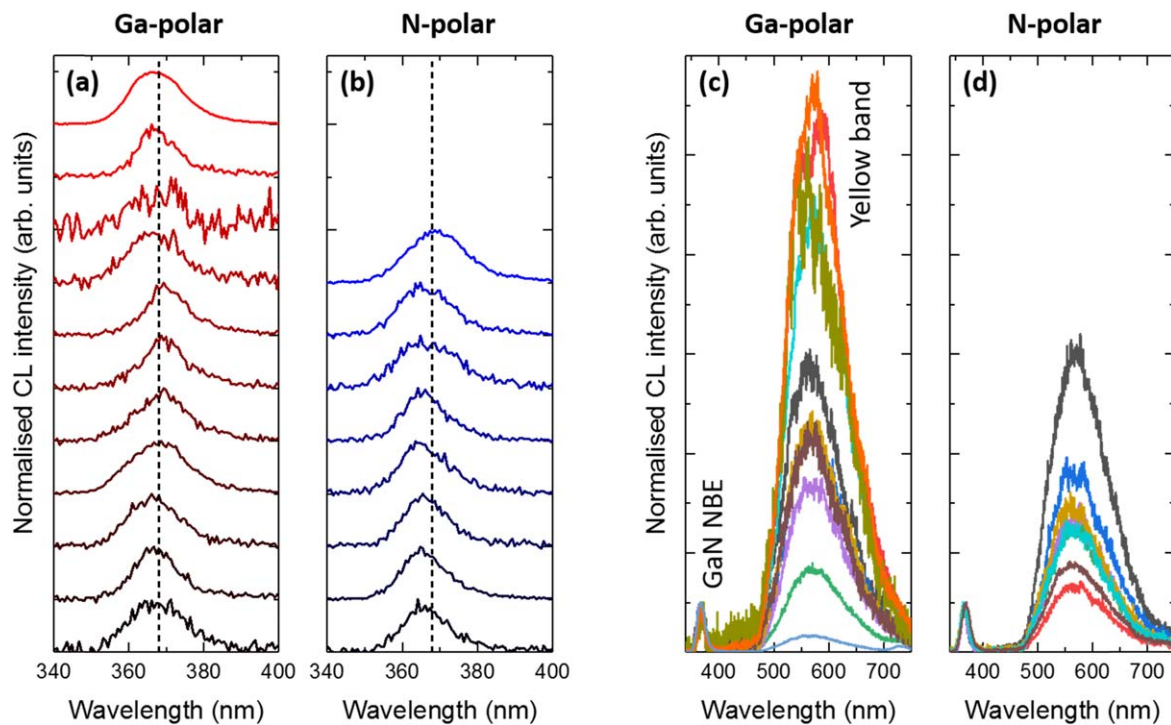 Ga-polar
N-polar
Ga-polar
N-polar
(a)
(b)
(c)
(d)
Normalised CL intensity (arb. units)
Normalised CL intensity (arb. units)
GaN NBE
Yellow band
340 360 380 400
340 360 380 400
400 500 600 700
400 500 600 700
Wavelength (nm)
Wavelength (nm)
Wavelength (nm)
Wavelength (nm)